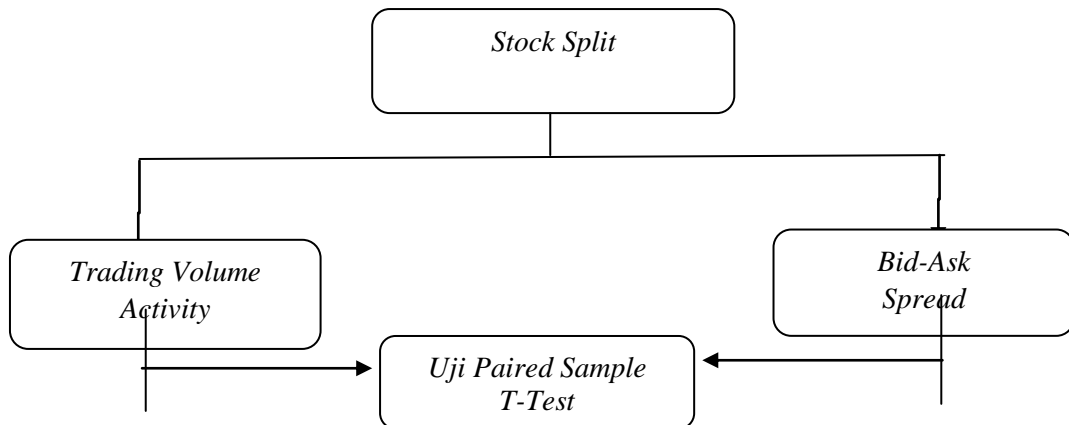 Stock Split
Trading Volume
Activity
Bid-Ask
Spread
Uji Paired Sample
T-Test